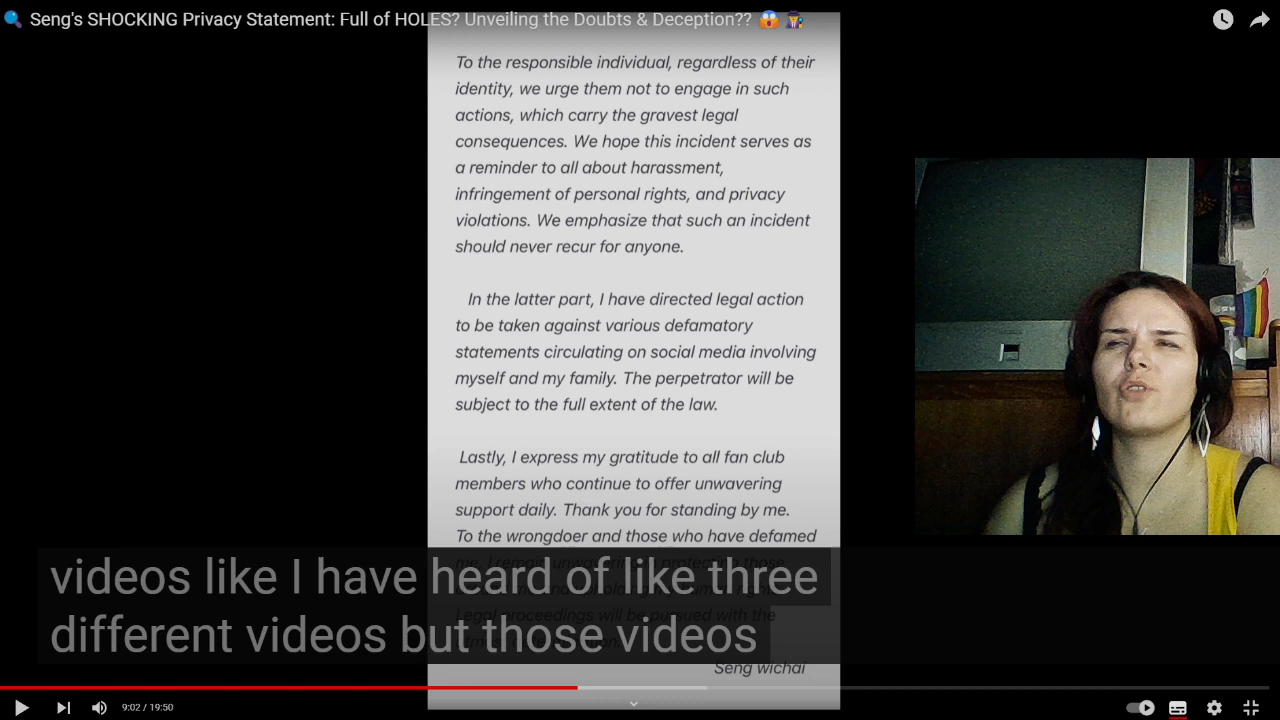 Seng's SHOCKING Privacy Statement: Full of HOLES? Unveiling the Doubts & Deception??
To the responsible individual, regardless of their
identity, we urge them not to engage in such
actions, which carry the gravest legal
consequences. We hope this incident serves as
a reminder to all about harassment,
infringement of personal rights, and privacy
violations. We emphasize that such an incident
should never recur for anyone.
In the latter part, I have directed legal action
to be taken against various defamatory
statements circulating on social media involving
myself and my family. The perpetrator will be
subject to the full extent of the law.
Lastly, I express my gratitude to all fan club
members who continue to offer unwavering
support daily. Thank you for standing by me.
To the wrongdoer and those who have defamed
Legal proceedings will be pursued with the
Seng wichai
videos like I have heard of like three
different videos but those videos
9:02 / 19:50